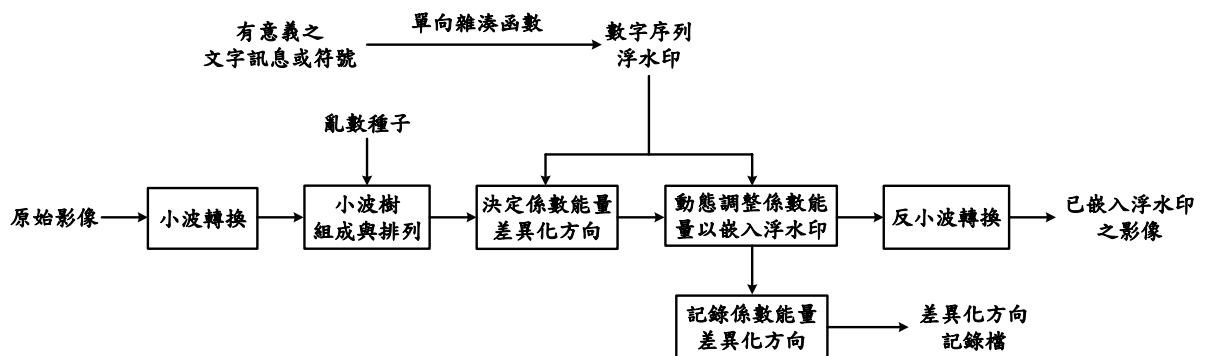 有意義之
文字訊息或符號
單向雜湊函數
數字序列
浮水印
亂數種子
原始影像
小波轉換
小波樹
組成與排列
決定係數能量
差異化方向
動態調整係數能
量以嵌入浮水印
反小波轉換
已嵌入浮水印
之影像
記錄係數能量
差異化方向
差異化方向
記錄檔